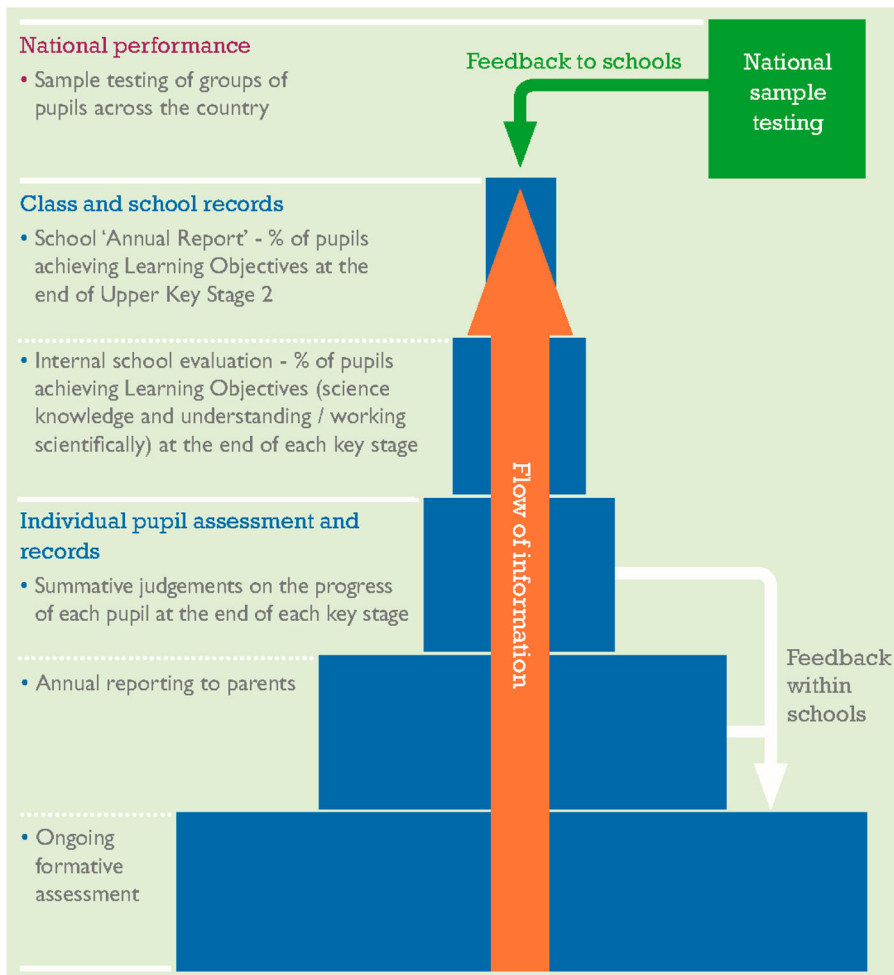 National performance
• Sample testing of groups of
pupils across the country
Feedback to schools
National
sample
testing
Class and school records
• School ‘Annual Report’ - % of pupils
achieving Learning Objectives at the
end of Upper Key Stage 2
• Internal school evaluation - % of pupils
achieving Learning Objectives (science
knowledge and understanding / working
scientifically) at the end of each key stage
Individual pupil assessment and
records
• Summative judgements on the progress
of each pupil at the end of each key stage
• Annual reporting to parents
• Ongoing
formative
assessment
Flow of information
Feedback
within
schools